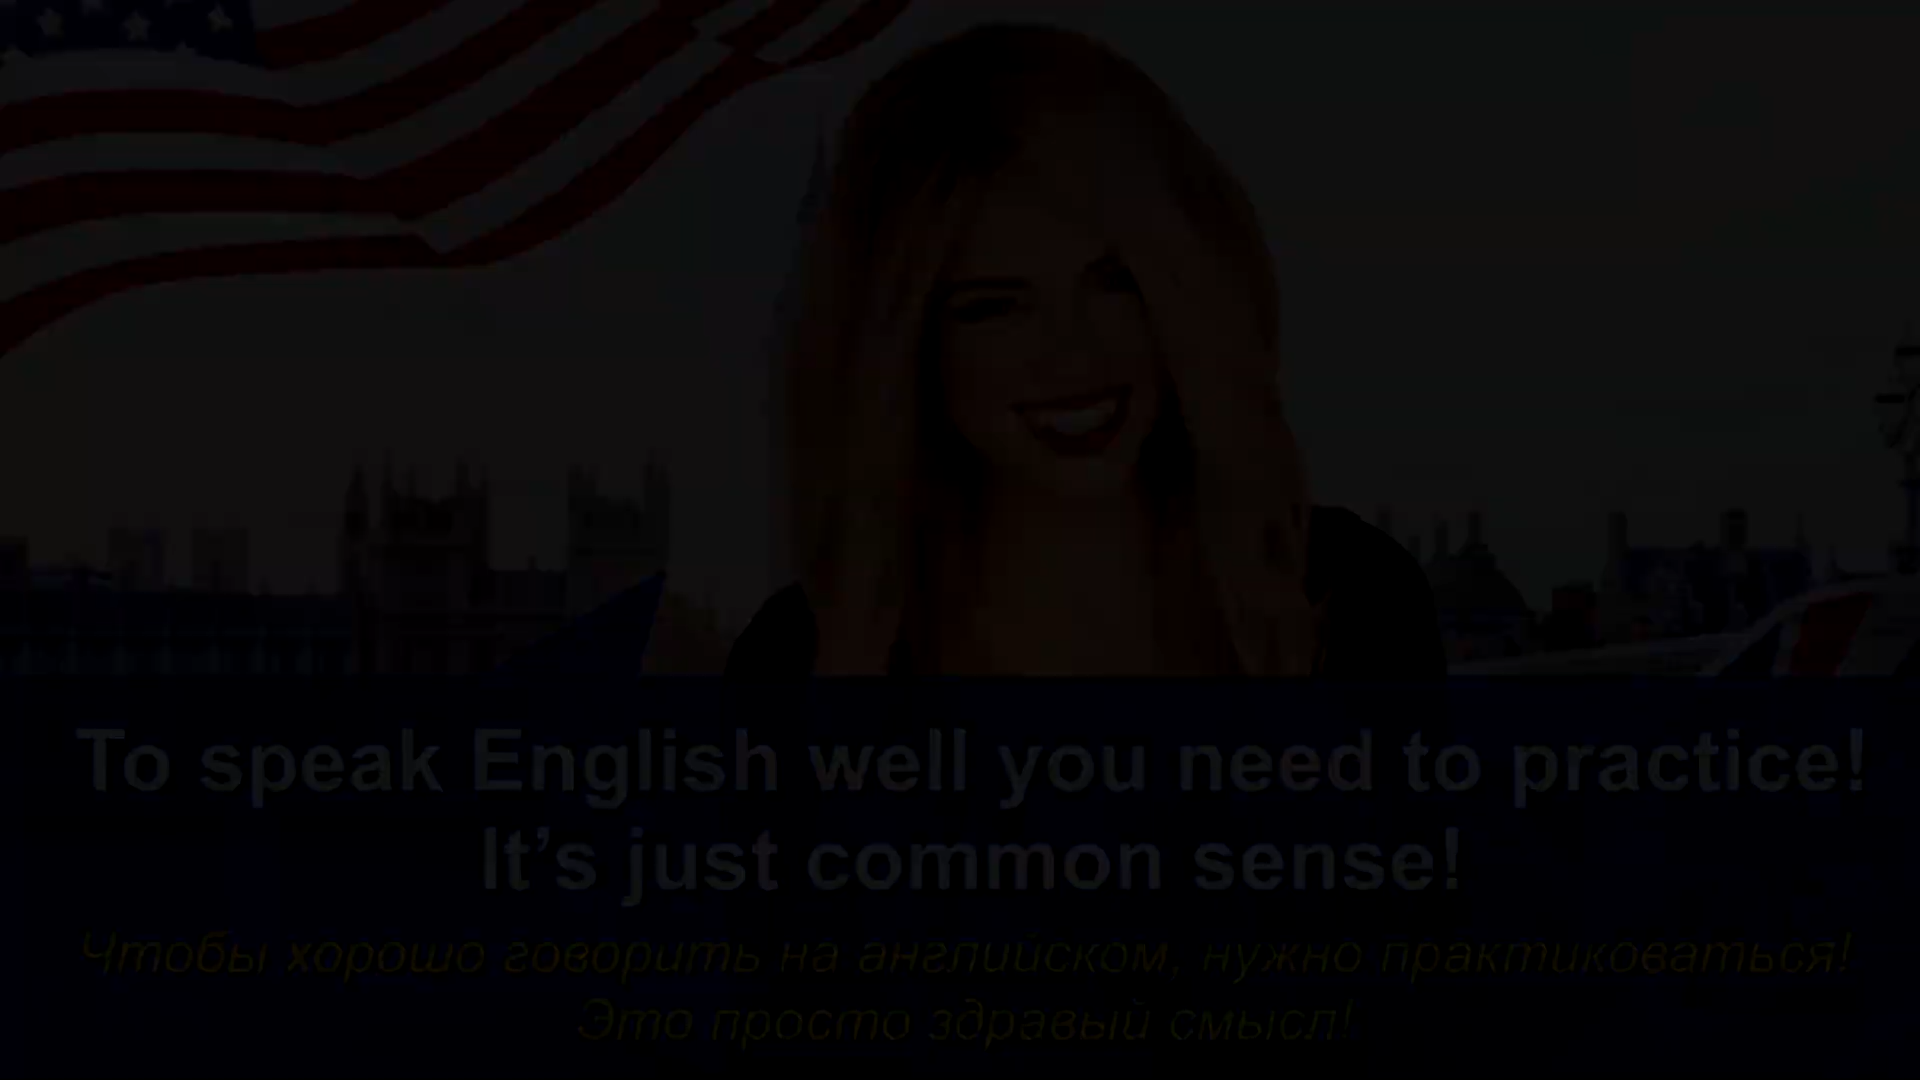 To speak English well you need to practice!
It’s just common sense!
Чтобы хорошо говорить на английском, нужно практиковаться!
Это просто здравый смысл!